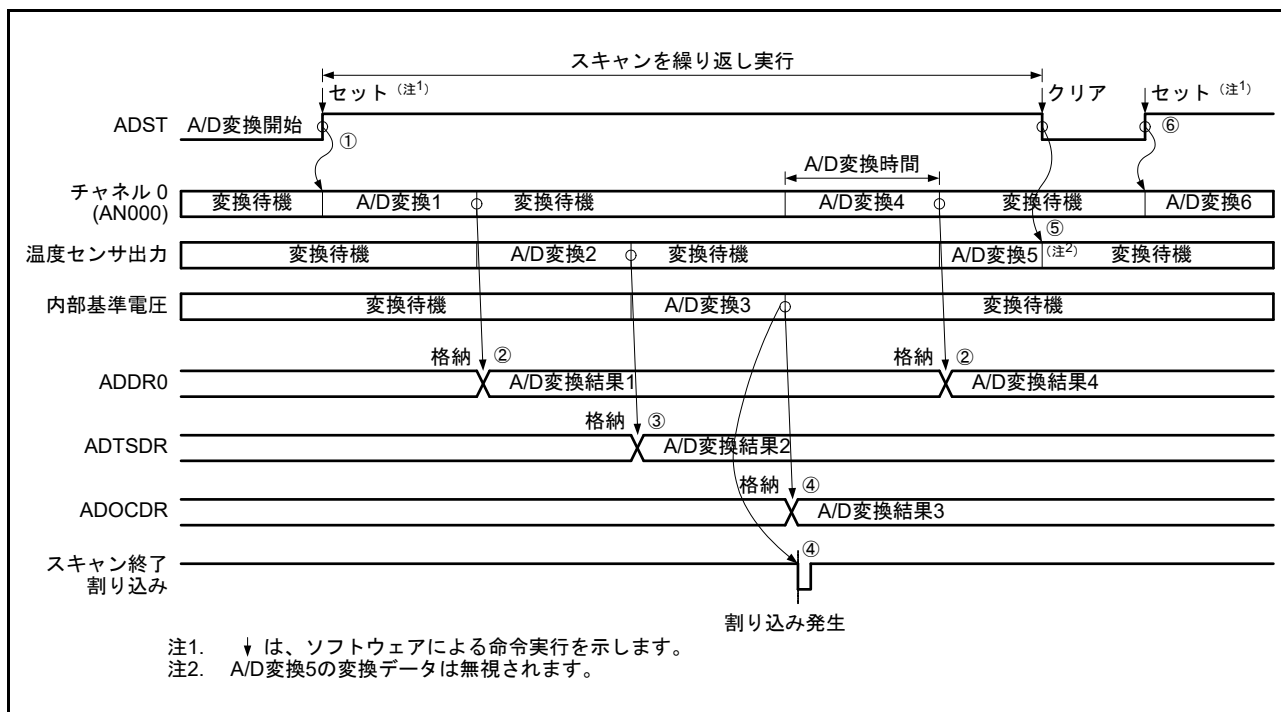 スキャンを繰り返し実行
セット（注1）
クリア
セット（注1）
ADST
A/D変換開始
①
⑥
A/D変換時間
チャネル 0
(AN000)
変換待機
A/D変換1
変換待機
A/D変換4
変換待機
A/D変換6
⑤
温度センサ出力
変換待機
A/D変換2
変換待機
A/D変換5
（注2）
変換待機
内部基準電圧
変換待機
A/D変換3
変換待機
格納 ②
格納 ②
ADDR0
A/D変換結果1
A/D変換結果4
格納 ③
ADTSDR
A/D変換結果2
格納 ④
ADOCDR
A/D変換結果3
スキャン終了
割り込み
④
割り込み発生
注1. ↓ は、ソフトウェアによる命令実行を示します。
注2. A/D変換5の変換データは無視されます。